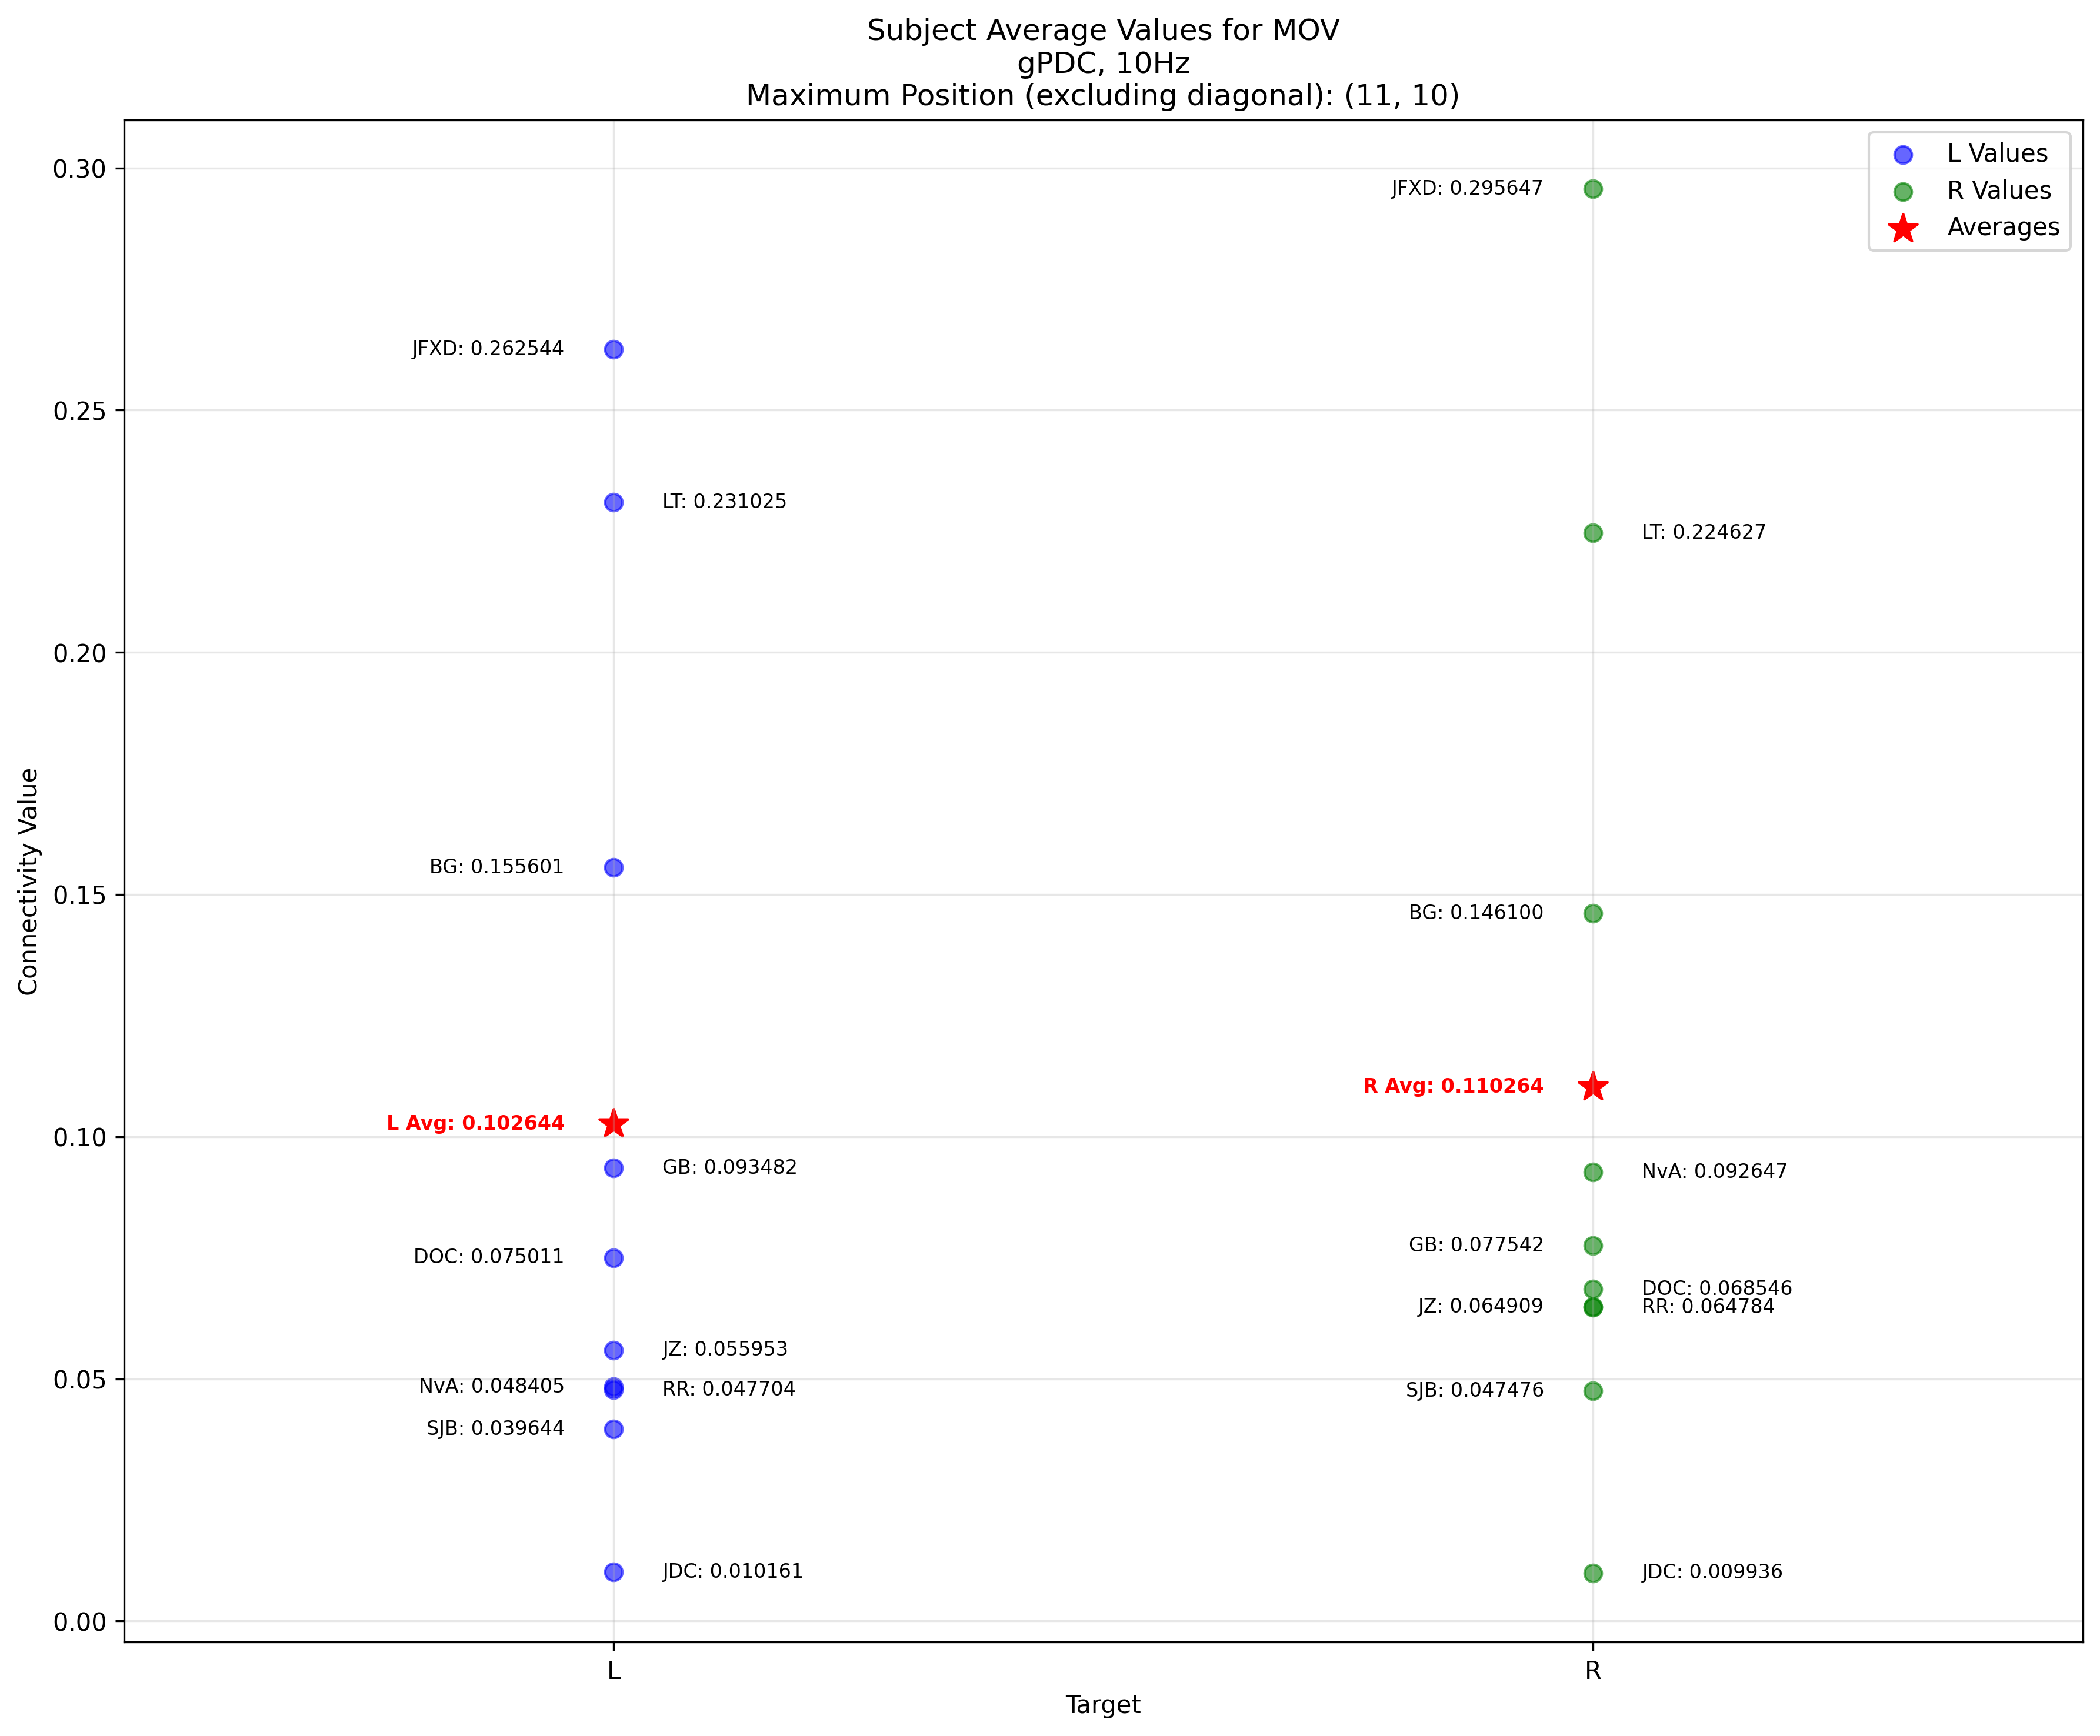 Subject Average Values for MOV
gPDC, 10Hz
Maximum Position (excluding diagonal): (11, 10)
L Values
R Values
Averages
Connectivity Value
0.30
0.25
0.20
0.15
0.10
0.05
0.00
JFXD: 0.262544
LT: 0.231025
BG: 0.155601
L Avg: 0.102644
GB: 0.093482
DOC: 0.075011
JZ: 0.055953
NvA: 0.048405
RR: 0.047704
SJB: 0.039644
JDC: 0.010161
JFXD: 0.295647
LT: 0.224627
BG: 0.146100
R Avg: 0.110264
NvA: 0.092647
GB: 0.077542
DOC: 0.068546
JZ: 0.064909
RR: 0.064784
SJB: 0.047476
JDC: 0.009936
L
R
Target